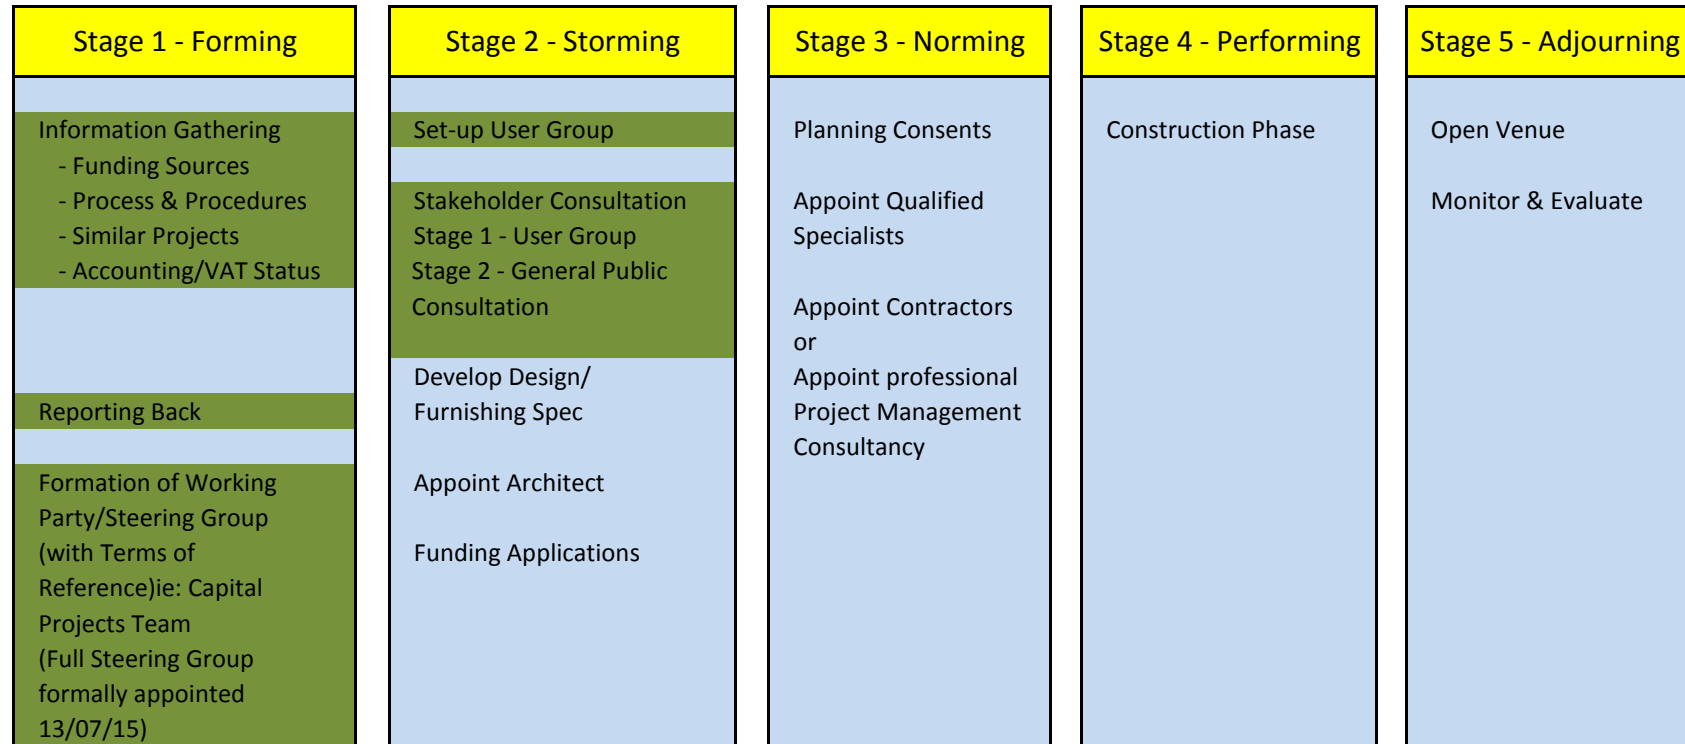 Stage 1 - Forming
Information Gathering
- Funding Sources
- Process & Procedures
- Similar Projects
- Accounting/VAT Status
Reporting Back
Formation of Working
Party/Steering Group
(with Terms of
Reference)ie: Capital
Projects Team
(Full Steering Group
formally appointed
13/07/15)
Stage 2 - Storming
Set-up User Group
Stakeholder Consultation
Stage 1 - User Group
Stage 2 - General Public
Consultation
Develop Design/
Furnishing Spec
Appoint Architect
Funding Applications
Stage 3 - Norming
Planning Consents
Appoint Qualified
Specialists
Appoint Contractors
or
Appoint professional
Project Management
Consultancy
Stage 4 - Performing
Construction Phase
Stage 5 - Adjourning
Open Venue
Monitor & Evaluate